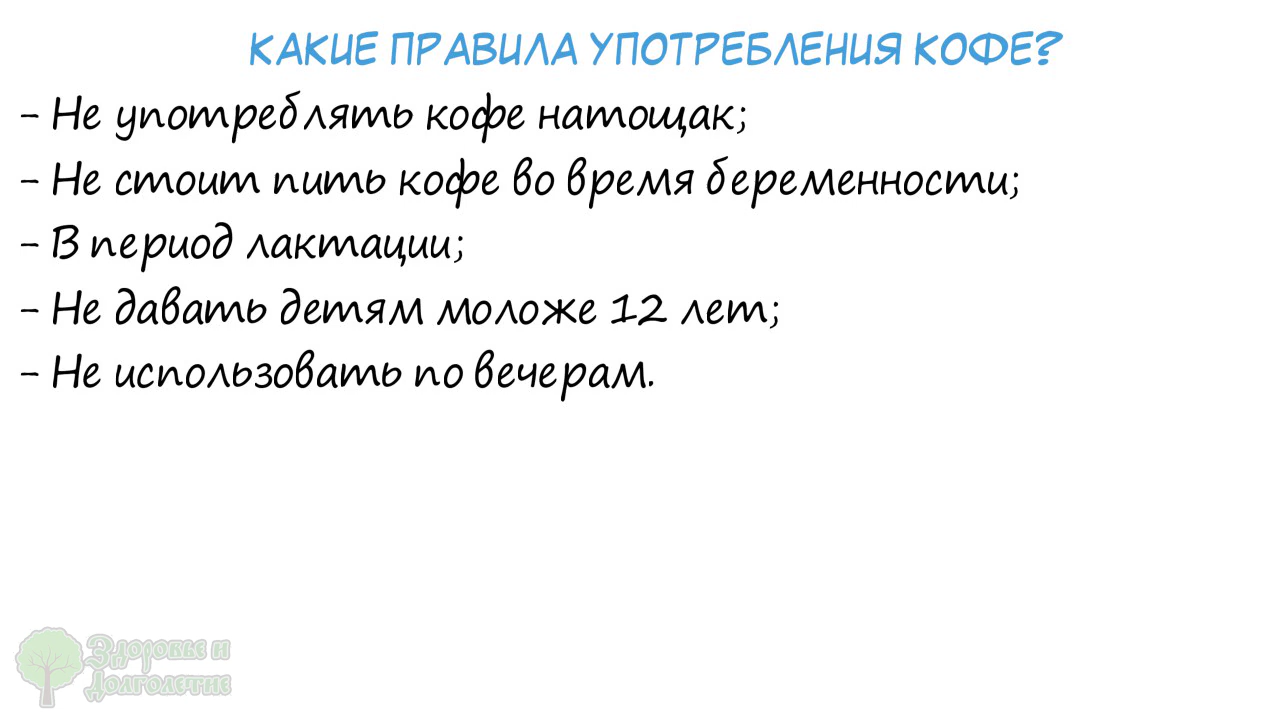 КАКИЕ ПРАВИЛА УПОТРЕБЛЕНИЯ КОФЕ?
- Не употреблять кофе натощак;
- Не стоит пить кофе во время беременности;
- В период лактации;
- Не давать детям моложе 12 лет;
- Не использовать по вечерам.
Здоровье и
Долголетие